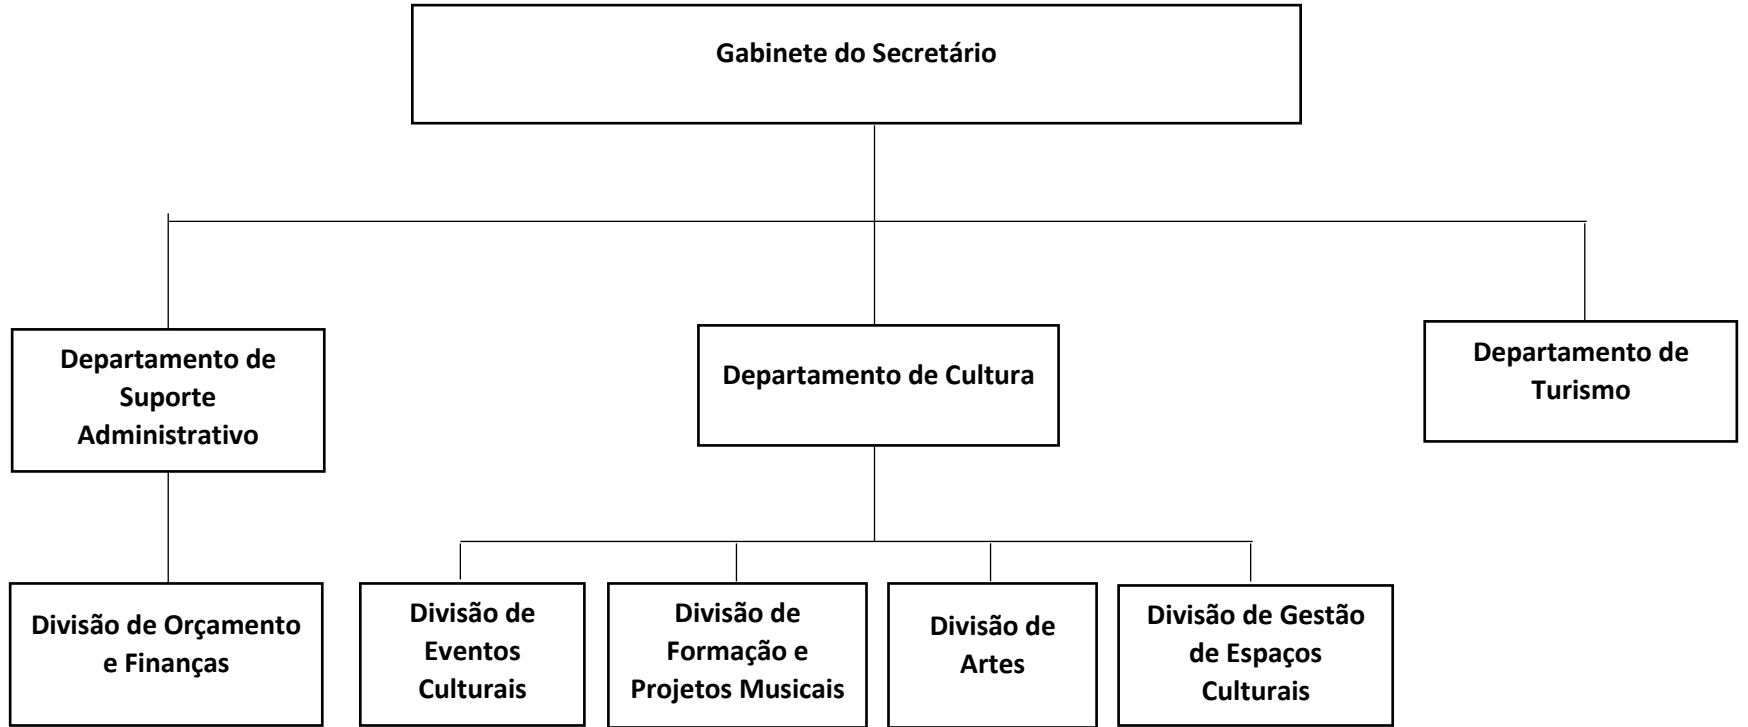 Gabinete do Secretário
Departamento de
Suporte
Administrativo
Departamento de Cultura
Departamento de
Turismo
Divisão de Orçamento
e Finanças
Divisão de
Eventos
Culturais
Divisão de
Formação e
Projetos Musicais
Divisão de
Artes
Divisão de Gestão
de Espaços
Culturais